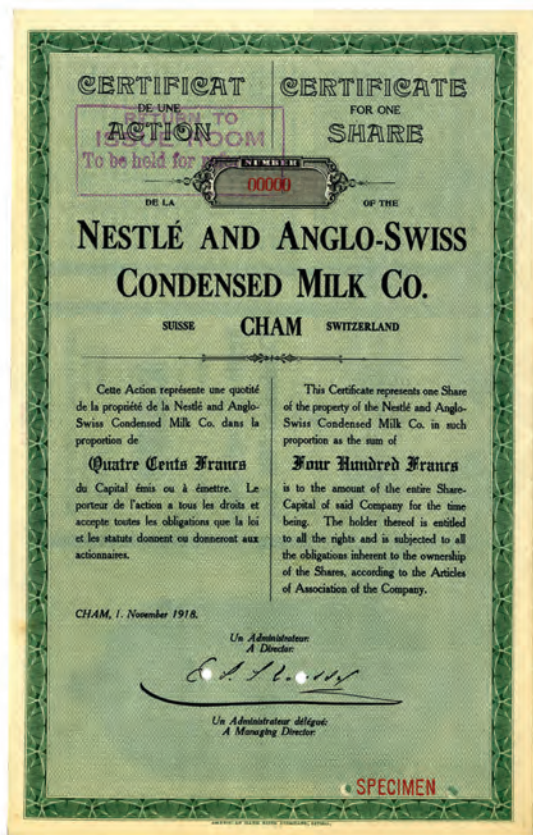 CERTIFICAT
DE UNE
ACTION
CERTIFICATE
FOR ONE
SHARE
RETURN TO
ISSUE ROOM
To be held for
NUMBER
00000
DE LA
OF THE
NESTLÉ AND ANGLO-SWISS
CONDENSED MILK CO.
SUISSE CHAM SWITZERLAND
Cette Action représente une quotité
de la propriété de la Nestlé and Anglo-
Swiss Condensed Milk Co. dans la
proportion de
Quatre Cents Francs
du Capital émis ou à émettre. Le
porteur de l'action a tous les droits et
accepte toutes les obligations que la loi
et les statuts donnent ou donneront aux
actionnaires.
This Certificate represents one Share
of the property of the Nestlé and Anglo-
Swiss Condensed Milk Co. in such
proportion as the sum of
Four Hundred Francs
is to the amount of the entire Share-
Capital of said Company for the time
being. The holder thereof is entitled
to all the rights and is subjected to all
the obligations inherent to the ownership
of the Shares, according to the Articles
of Association of the Company.
CHAM, 1. November 1918.
Un Administrateur:
A Director:
Un Administrateur délégué:
A Managing Director:
SPECIMEN
AMERICAN BANK NOTE COMPANY,